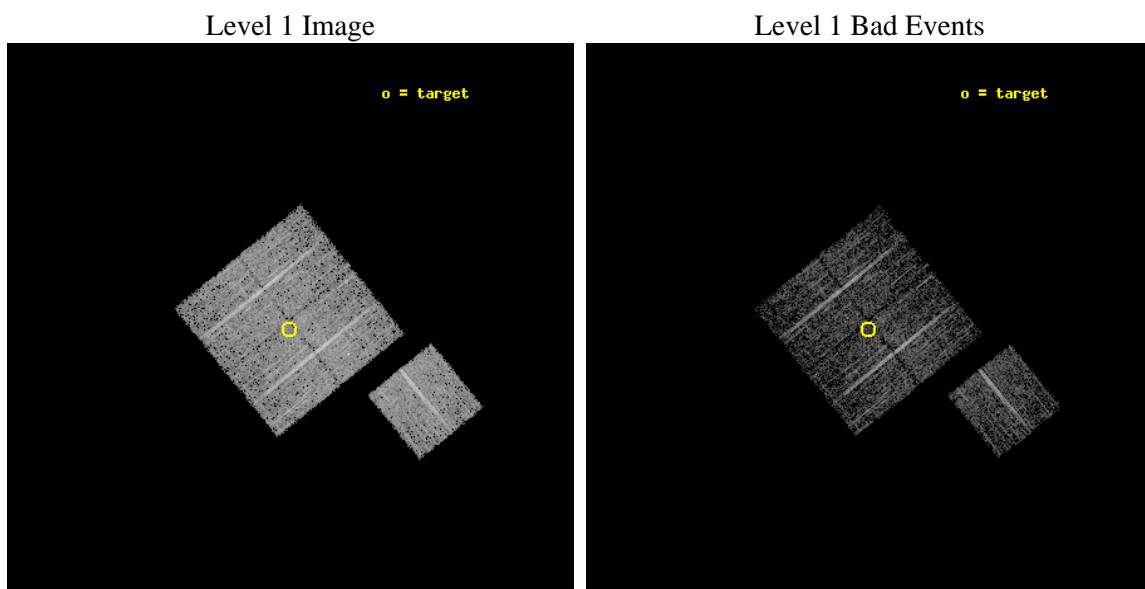 Level 1 Image
Level 1 Bad Events
o = target
o = target